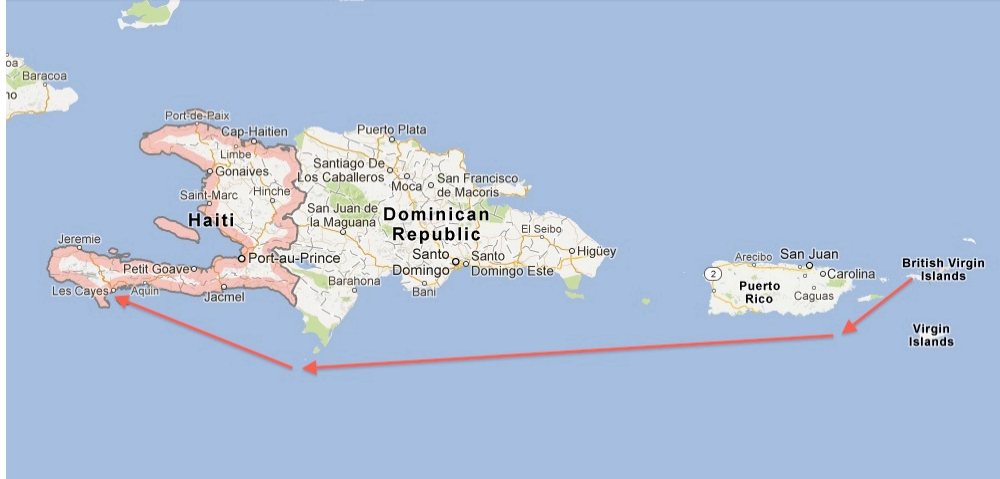 oa
Baracoa
no
Port-de-Paix
Cap-Haitien
Limbe
Gonaives
Saint-Marc
Hinche
Haiti
Jeremie
Petit Goave
Port-au-Prince
Les Cayes
Aquin
Jacmel
Puerto Plata
Santiago De
Los Caballeros
Moca
San Francisco
de Macoris
San Juan de
la Maguana
Dominican
Republic
El Seibo
Higüey
Santo
Domingo
Santo
Domingo Este
Barahona
Bani
Arecibo
San Juan
2
Carolina
Puerto
Rico
Caguas
British Virgin
Islands
Virgin
Islands